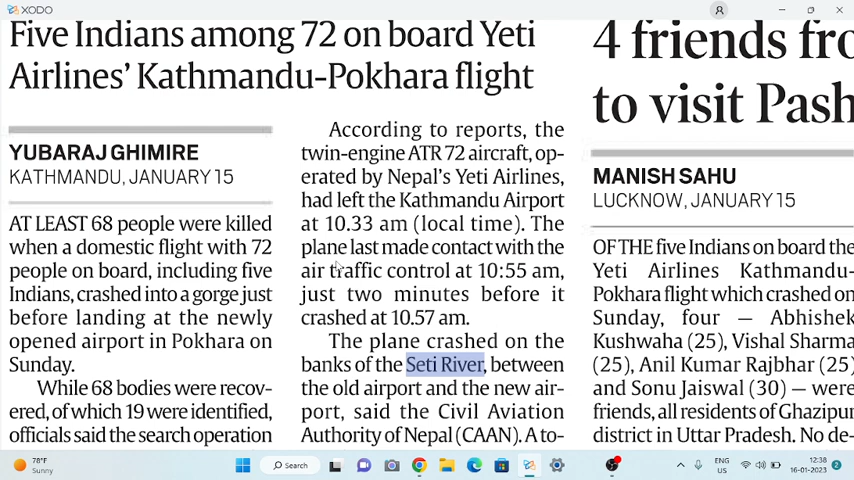 XODO
Five Indians among 72 on board Yeti
Airlines' Kathmandu-Pokhara flight
YUBARAJ GHIMIRE
KATHMANDU, JANUARY 15
AT LEAST 68 people were killed
when a domestic flight with 72
people on board, including five
Indians, crashed into a gorge just
before landing at the newly
opened airport in Pokhara on
Sunday.
While 68 bodies were recov-
ered, of which 19 were identified,
officials said the search operation
According to reports, the
twin-engine ATR 72 aircraft, op-
erated by Nepal's Yeti Airlines,
had left the Kathmandu Airport
at 10.33 am (local time). The
plane last made contact with the
air traffic control at 10:55 am,
just two minutes before it
crashed at 10.57 am.
The plane crashed on the
banks of the Seti River, between
the old airport and the new air-
port, said the Civil Aviation
Authority of Nepal (CAAN). A to-
4 friends fro
to visit Pash
MANISH SAHU
LUCKNOW, JANUARY 15
OF THE five Indians on board the
Yeti Airlines Kathmandu-
Pokhara flight which crashed on
Sunday, four — Abhishek
Kushwaha (25), Vishal Sharma
(25), Anil Kumar Rajbhar (25)
and Sonu Jaiswal (30) — were
friends, all residents of Ghazipur
district in Uttar Pradesh. No de-
78°F
Sunny
Search
ENG
US
12:38
16-01-2023
2